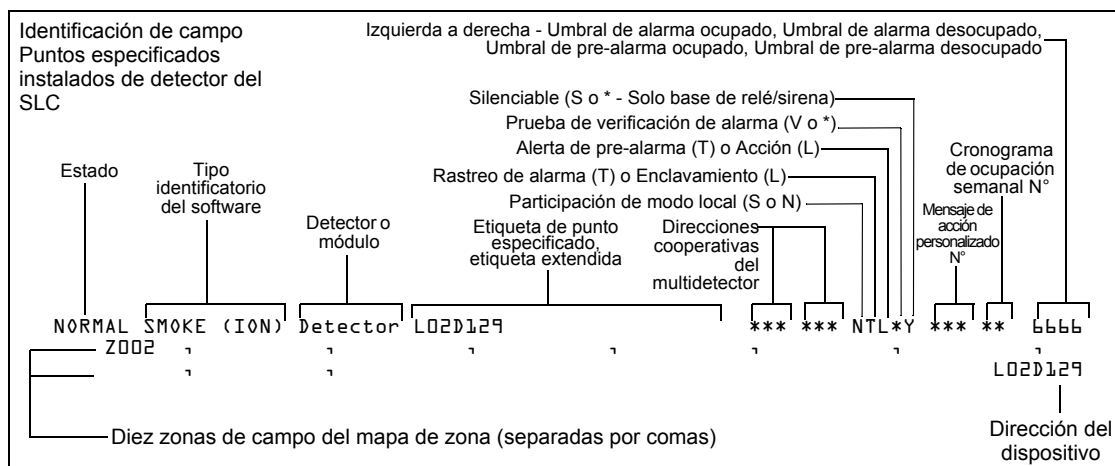 Identificación de campo
Puntos especificados
instalados de detector del
SLC
Izquierda a derecha - Umbral de alarma ocupado, Umbral de alarma desocupado,
Umbral de pre-alarma ocupado, Umbral de pre-alarma desocupado
Silenciable (S o * - Solo base de relé/sirena)
Prueba de verificación de alarma (V o *)
Alerta de pre-alarma (T) o Acción (L)
Rastreo de alarma (T) o Enclavamiento (L)
Participación de modo local (S o N)
Estado
Tipo
identificatorio
del software
Detector o
módulo
Etiqueta de punto
especificado,
etiqueta extendida
Direcciones
cooperativas
del
multidetector
Mensaje de
acción
personalizado
N°
Cronograma
de ocupación
semanal N°
NORMAL SMOKE (ION) Detector L02D129 *** *** NTL*Y *** ** 6666
Z002 , , , , , , ,
, , L02D129
Diez zonas de campo del mapa de zona (separadas por comas)
Dirección del
dispositivo